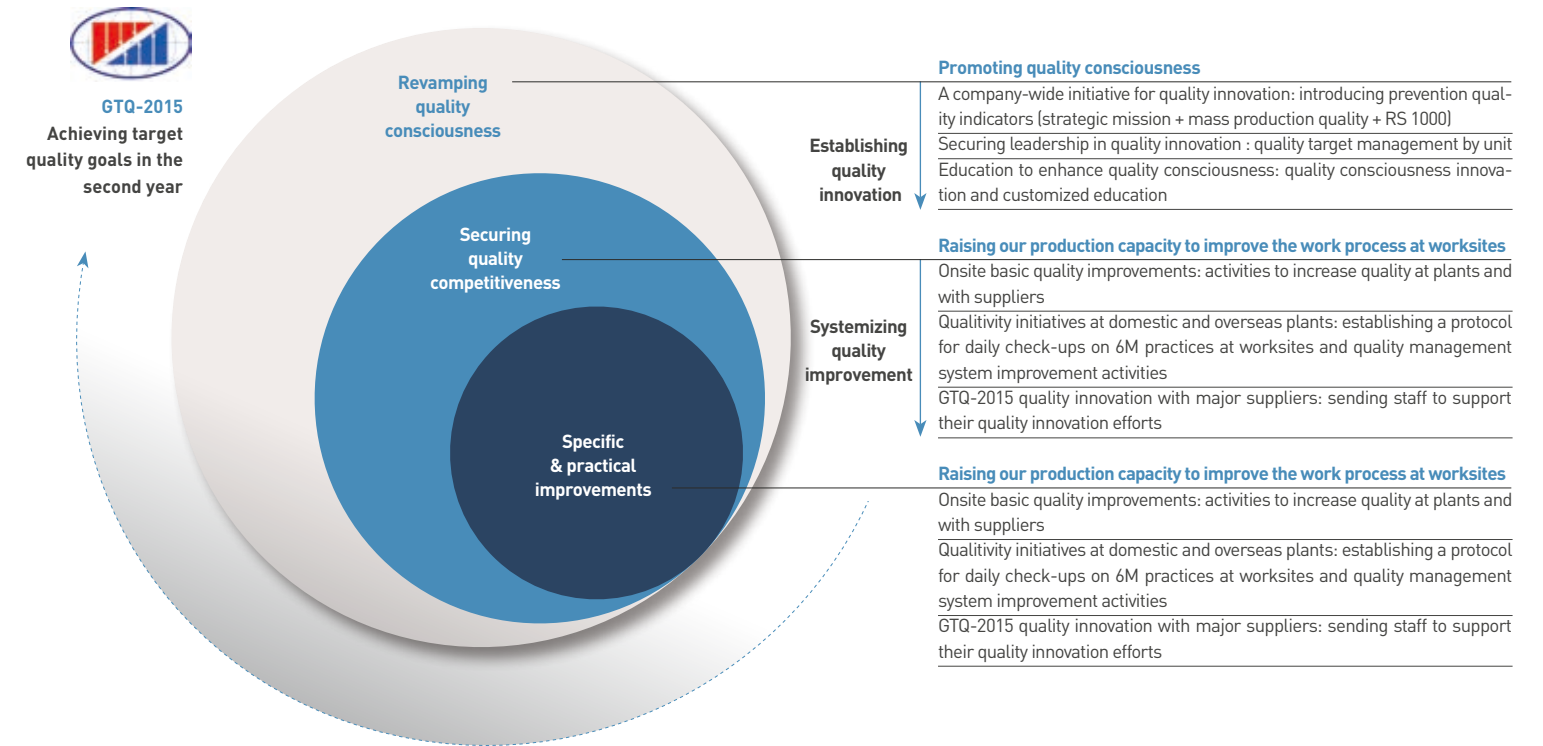 GTQ-2015
Achieving target
quality goals in the
second year
Revamping
quality
consciousness
Securing
quality
competitiveness
Specific
& practical
improvements
Establishing
quality
innovation
Systemizing
quality
improvement
Promoting quality consciousness
A company-wide initiative for quality innovation: introducing prevention qual-
ity indicators (strategic mission + mass production quality + RS 1000)
Securing leadership in quality innovation : quality target management by unit
Education to enhance quality consciousness: quality consciousness innova-
tion and customized education
Raising our production capacity to improve the work process at worksites
Onsite basic quality improvements: activities to increase quality at plants and
with suppliers
Qualitivity initiatives at domestic and overseas plants: establishing a protocol
for daily check-ups on 6M practices at worksites and quality management
system improvement activities
GTQ-2015 quality innovation with major suppliers: sending staff to support
their quality innovation efforts
Raising our production capacity to improve the work process at worksites
Onsite basic quality improvements: activities to increase quality at plants and
with suppliers
Qualitivity initiatives at domestic and overseas plants: establishing a protocol
for daily check-ups on 6M practices at worksites and quality management
system improvement activities
GTQ-2015 quality innovation with major suppliers: sending staff to support
their quality innovation efforts